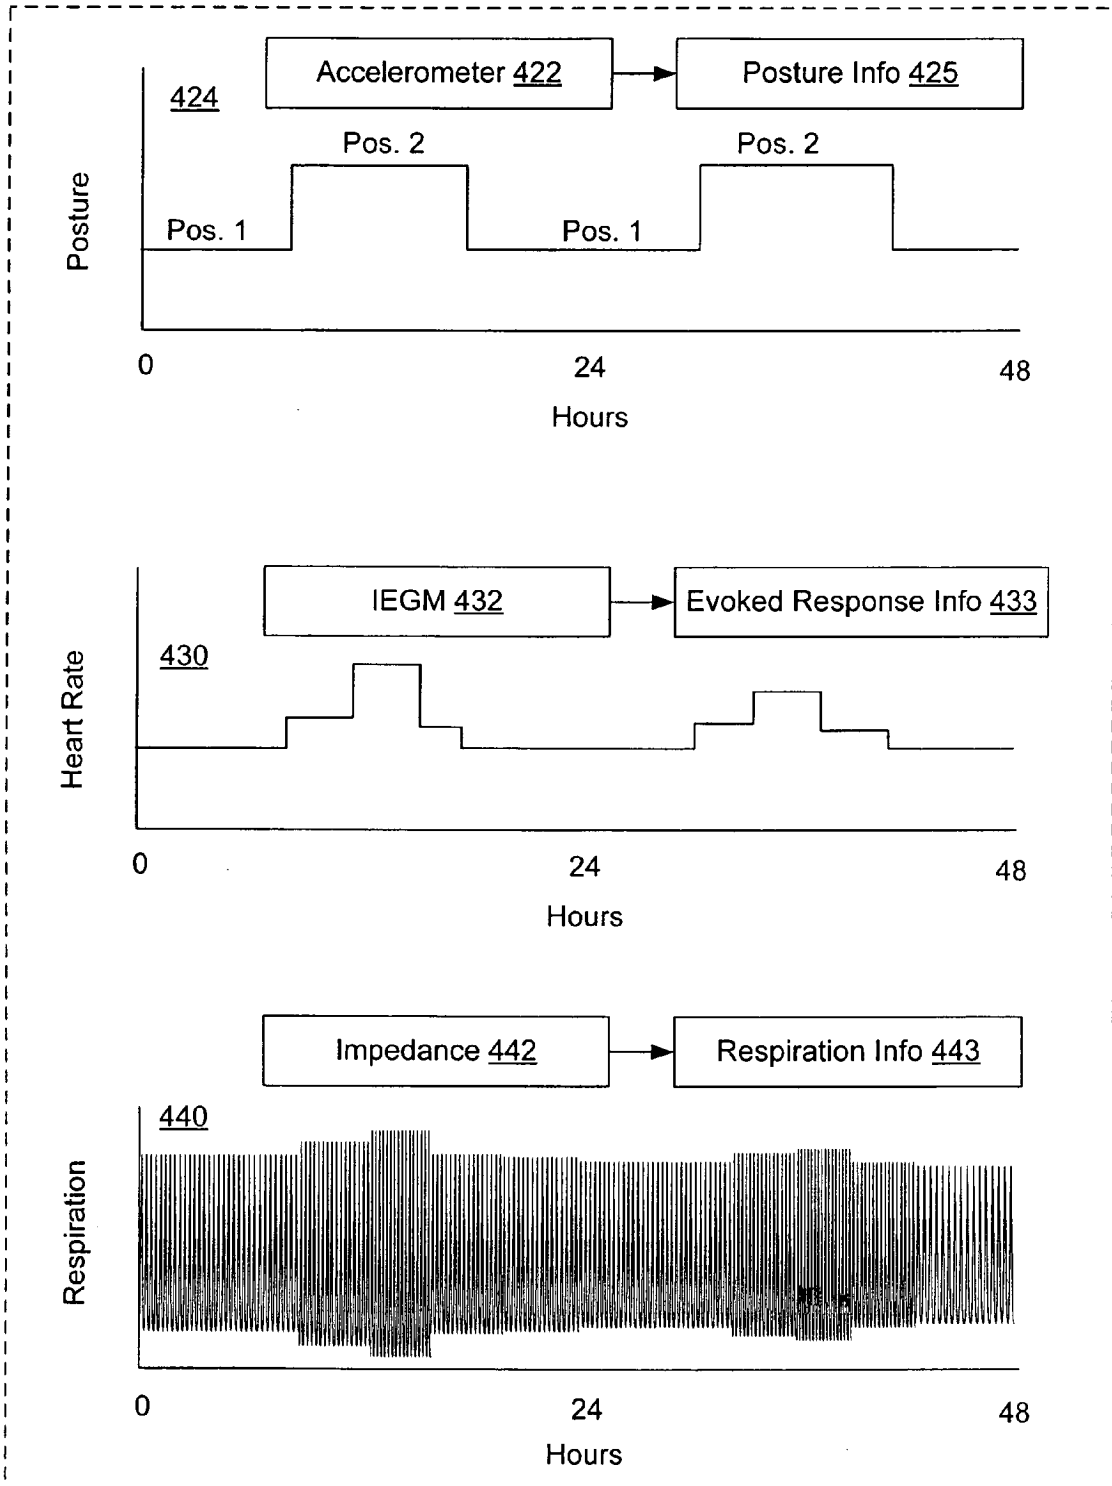 Accelerometer 422
Posture Info 425
424
Pos. 2
Pos. 2
Pos. 1
Pos. 1
Posture
0
24
48
Hours
IEGM 432
Evoked Response Info 433
430
Heart Rate
0
24
48
Hours
Impedance 442
Respiration Info 443
440
Respiration
0
24
48
Hours